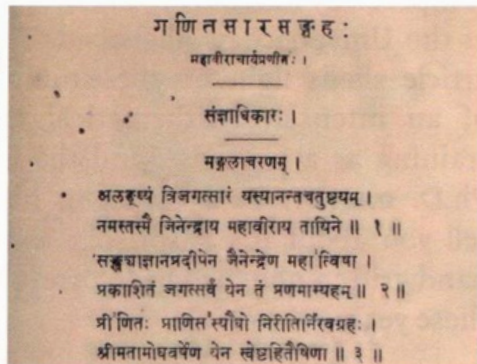 गणितसारसङ्ग्रहः
महावीराचार्यप्रणीतः ।
संज्ञाधिकारः ।
मङ्गलाचरणम् ।
अलङ्घ्यं त्रिजगत्सारं यस्यानन्तचतुष्टयम् ।
नमस्तस्मै जिनेन्द्राय महावीराय तायिने ॥ १ ॥
सङ्ख्याज्ञानप्रदीपेन जैनेन्द्रेण महात्विषा ।
प्रकाशितं जगत्सर्वं येन तं प्रणमाम्यहम् ॥ २ ॥
प्रीणितः प्राणिसस्यौघो निरीतिर्निरवग्रहः ।
श्रीमतामोघवर्षेण येन स्वेष्टहितैषिणा ॥ ३ ॥